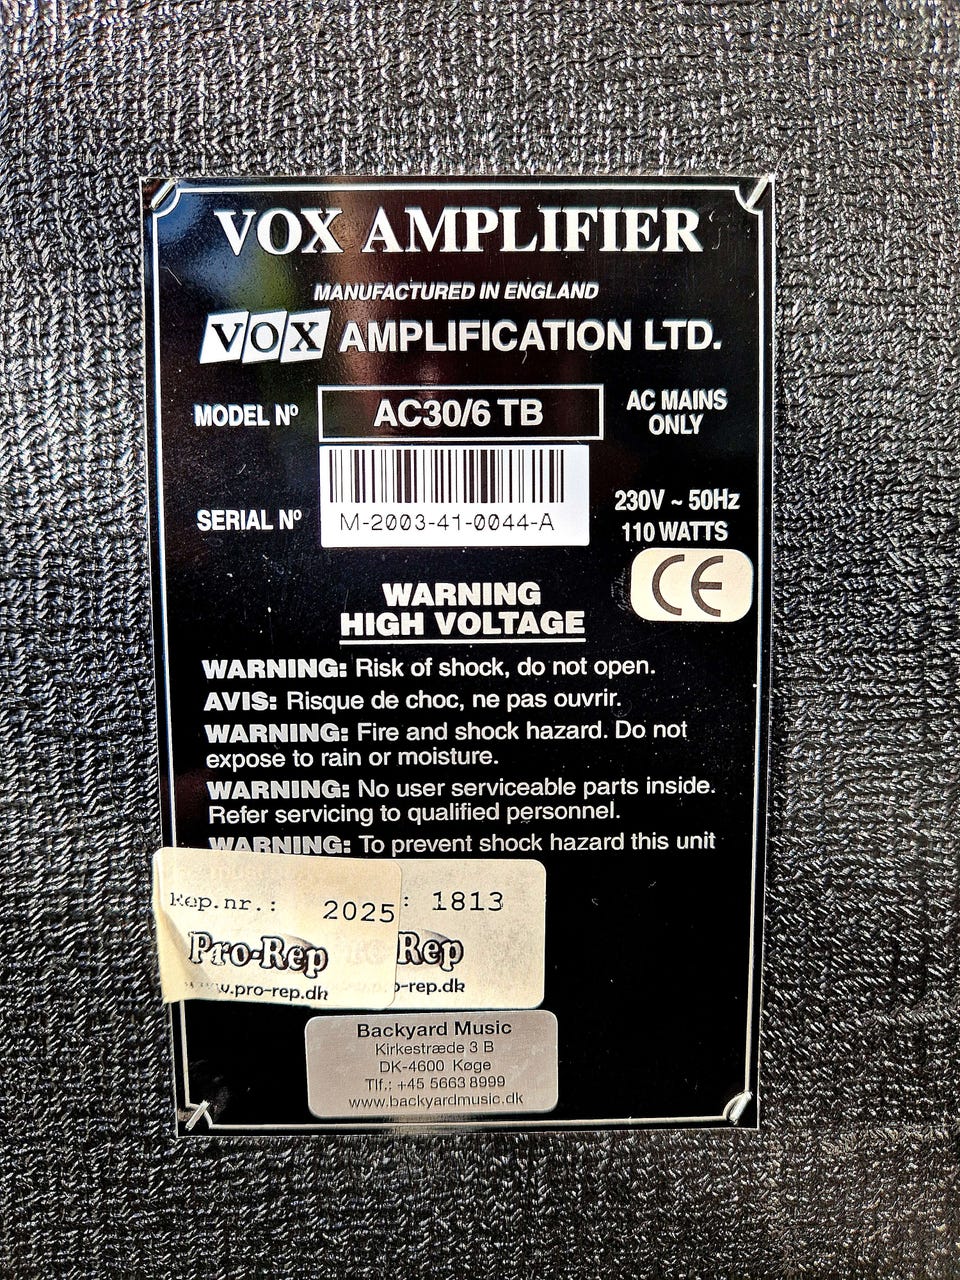 VOX AMPLIFIER
MANUFACTURED IN ENGLAND
VOX AMPLIFICATION LTD.
MODEL Nº AC30/6 TB AC MAINS ONLY
SERIAL Nº M-2003-41-0044-A
230V ~ 50Hz
110 WATTS
CE
WARNING
HIGH VOLTAGE
WARNING: Risk of shock, do not open.
AVIS: Risque de choc, ne pas ouvrir.
WARNING: Fire and shock hazard. Do not
expose to rain or moisture.
WARNING: No user serviceable parts inside.
Refer servicing to qualified personnel.
WARNING: To prevent shock hazard this unit
Rep.nr.: 2025 : 1813
Pro-Rep Rep
www.pro-rep.dk o-rep.dk
Backyard Music
Kirkestræde 3 B
DK-4600 Køge
Tlf.: +45 5663 8999
www.backyardmusic.dk